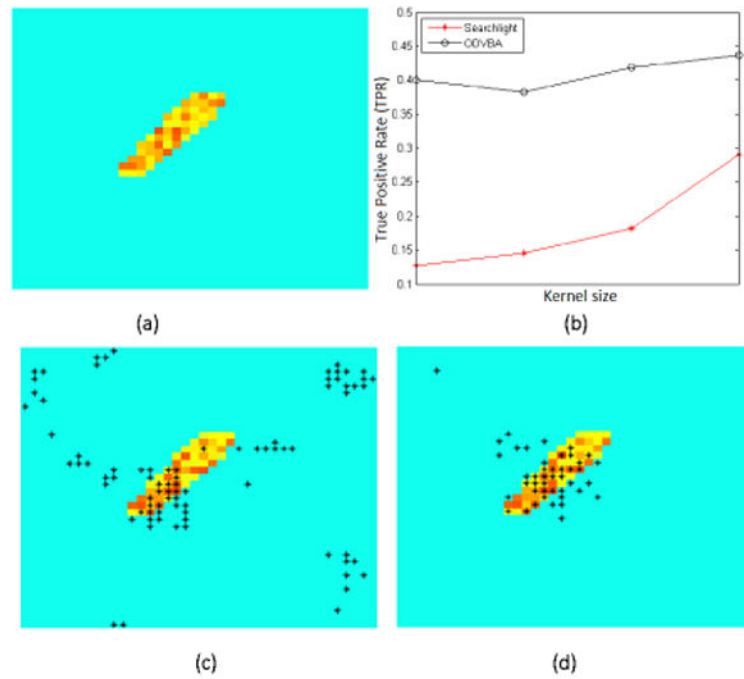 0.5
Searchlight
ODVBA
0.45
0.4
0.35
0.3
0.25
0.2
0.15
0.1
True Positive Rate (TPR)
Kernel size
(a)
(b)
(c)
(d)